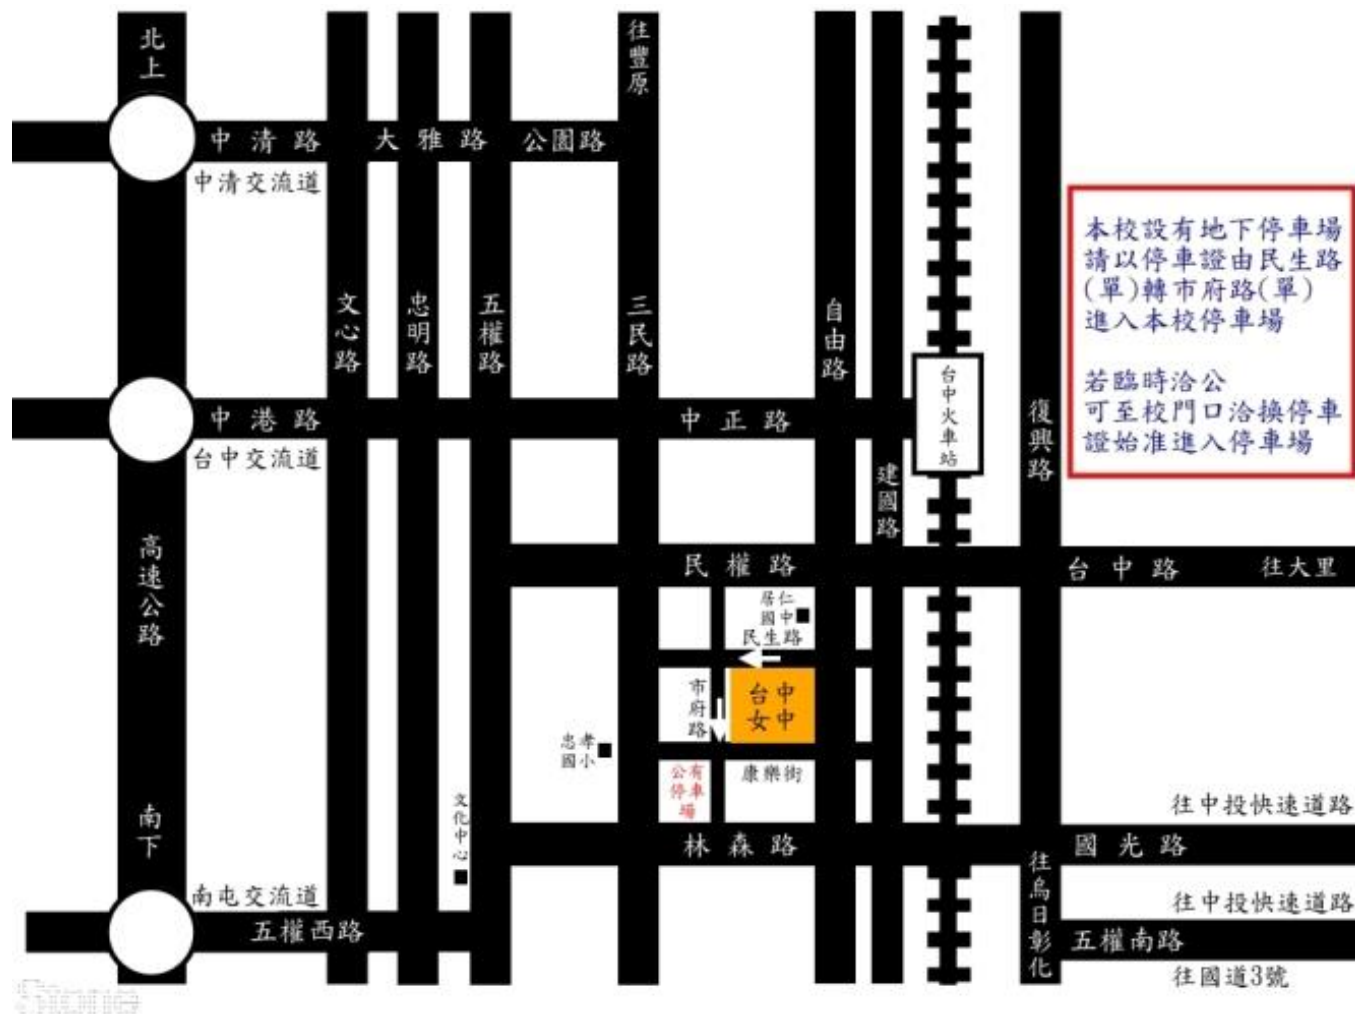 北上
往豐原
中清路
大雅路
公園路
中清交流道
本校設有地下停車場
請以停車證由民生路
(單)轉市府路(單)
進入本校停車場
若臨時洽公
可至校門口洽換停車
證始准進入停車場
文心路
忠明路
五權路
三民路
自由路
台中火車站
復興路
中港路
中正路
台中交流道
建國路
高速公路
民權路
台中路
往大里
居仁
國中
民生路
市府路
台中
女中
忠孝
國小
公有
停車
場
康樂街
文化中心
南下
林森路
國光路
往中投快速道路
往烏日彰化
南屯交流道
五權西路
往中投快速道路
五權南路
往國道3號
Stone